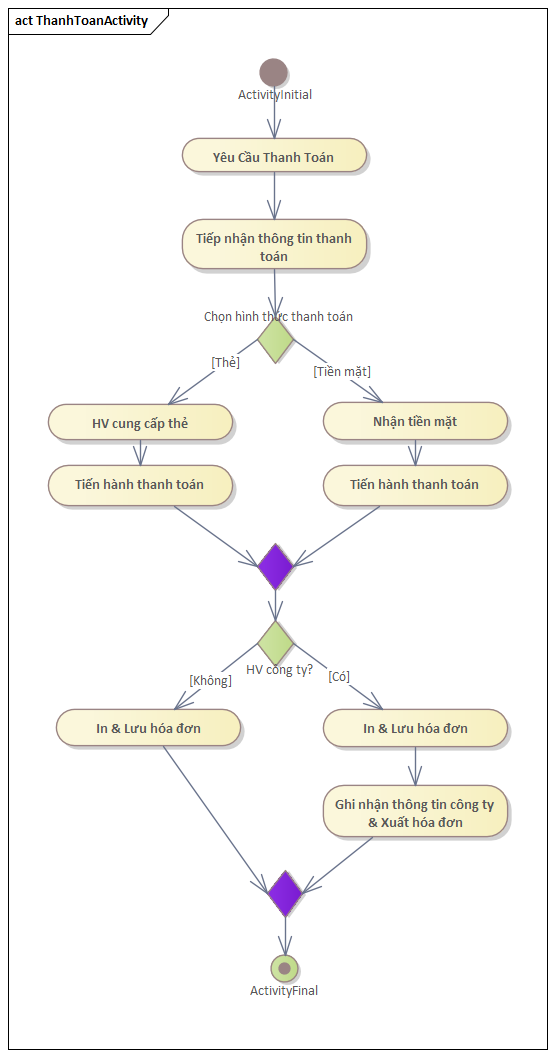 act ThanhToanActivity
ActivityInitial
Yêu Cầu Thanh Toán
Tiếp nhận thông tin thanh
toán
Chọn hình thức thanh toán
[Thẻ]
[Tiền mặt]
HV cung cấp thẻ
Nhận tiền mặt
Tiến hành thanh toán
Tiến hành thanh toán
HV công ty?
[Không]
[Có]
In & Lưu hóa đơn
In & Lưu hóa đơn
Ghi nhận thông tin công ty
& Xuất hóa đơn
ActivityFinal